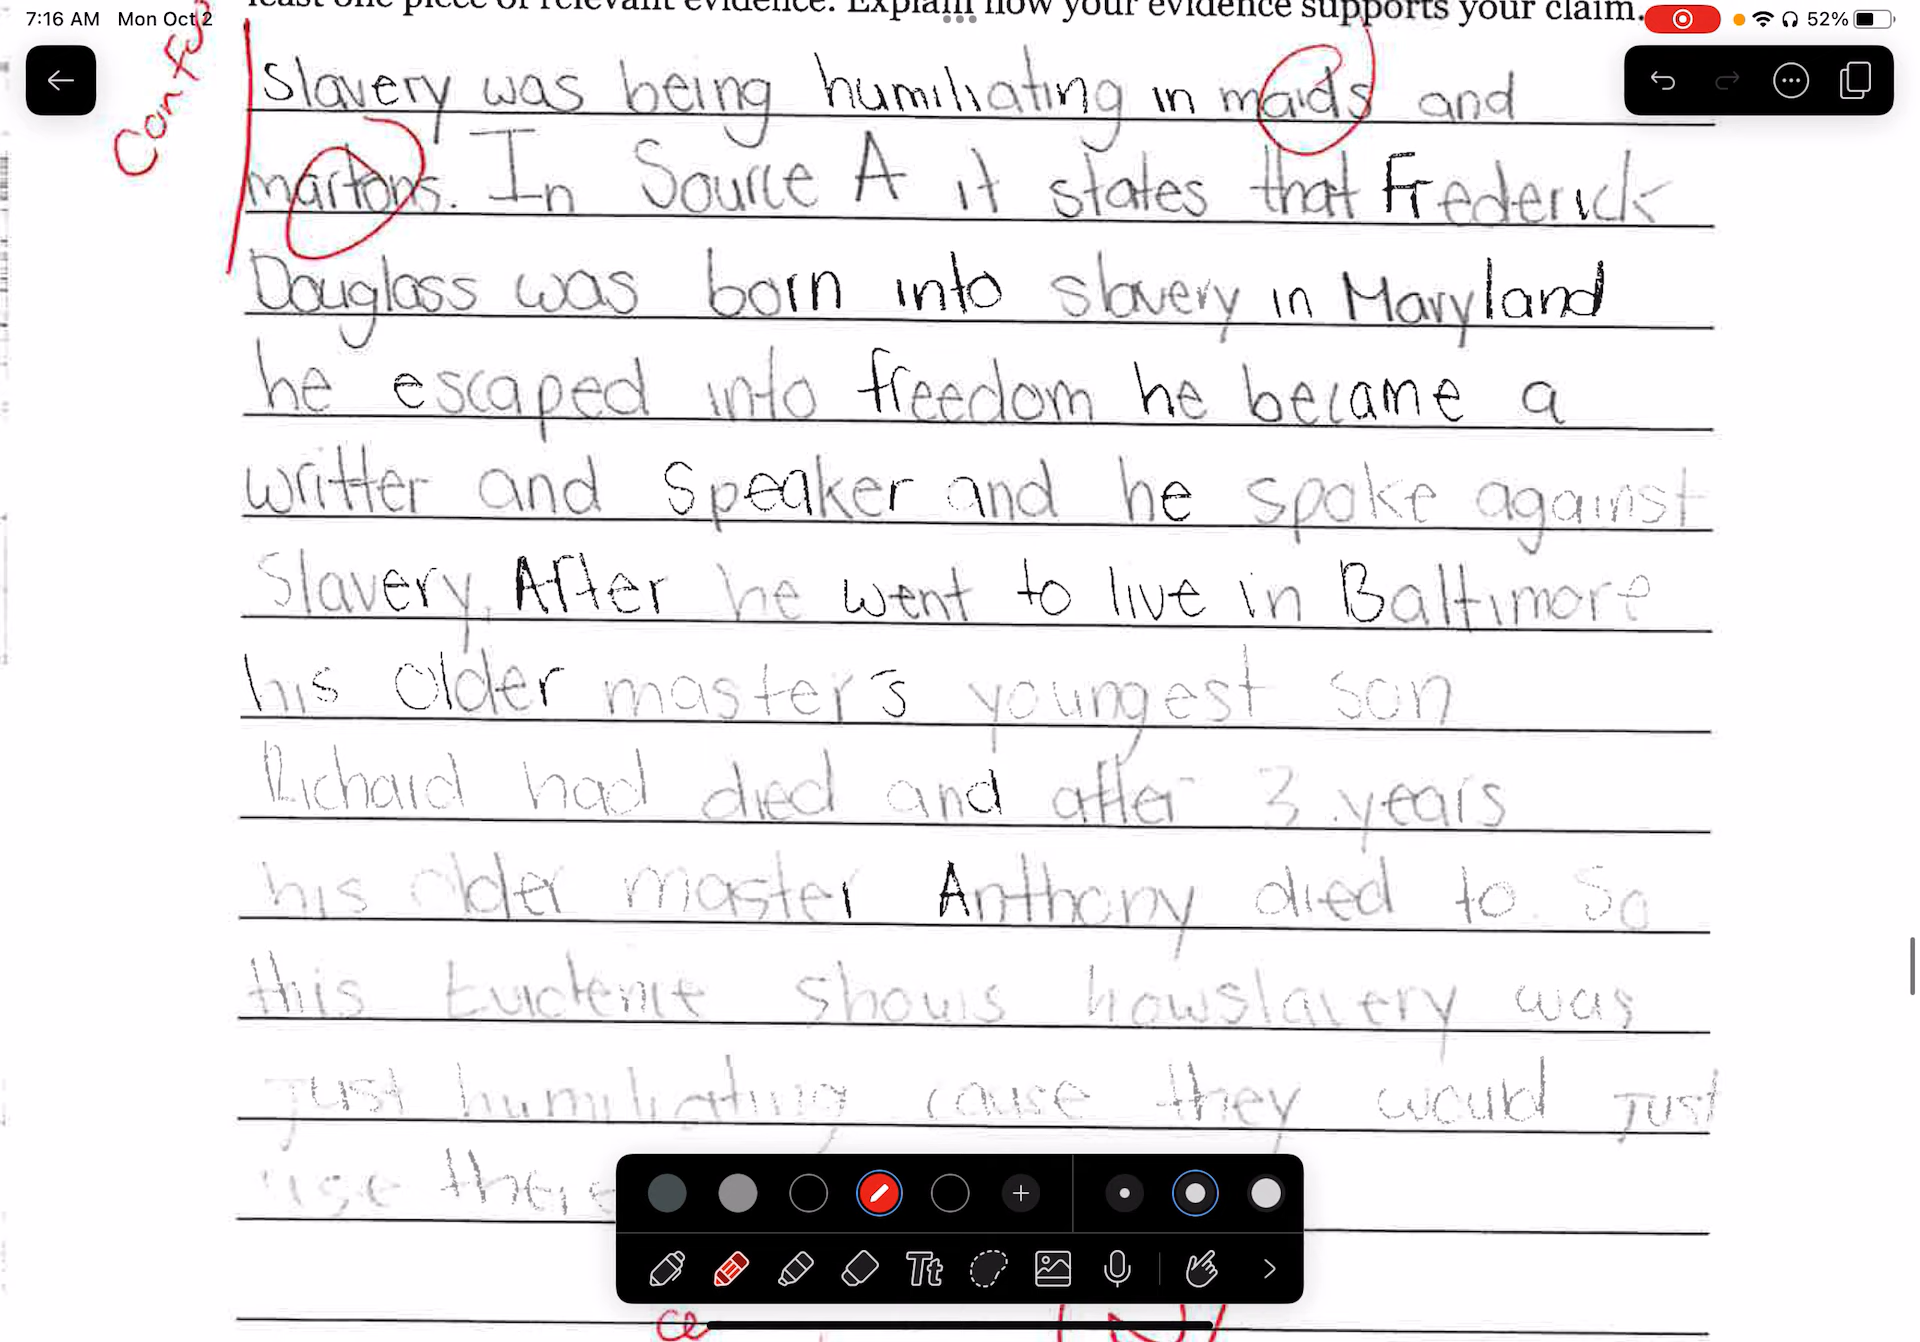 least one piece of relevant evidence. Explain how your evidence supports your claim.
7:16 AM Mon Oct 2
52%
Slavery was being humiliating in maids and
martons. In Source A it states that Frederick
Douglass was born into slavery in Maryland
he escaped into freedom he became a
writter and Speaker and he spoke against
Slavery. After he went to live in Baltimore
his older master's youngest son
Richard had died and after 3 years
his older master Anthony died to. So
this Evidence shows how slavery was
just humiliating cause they would just
use
Tt